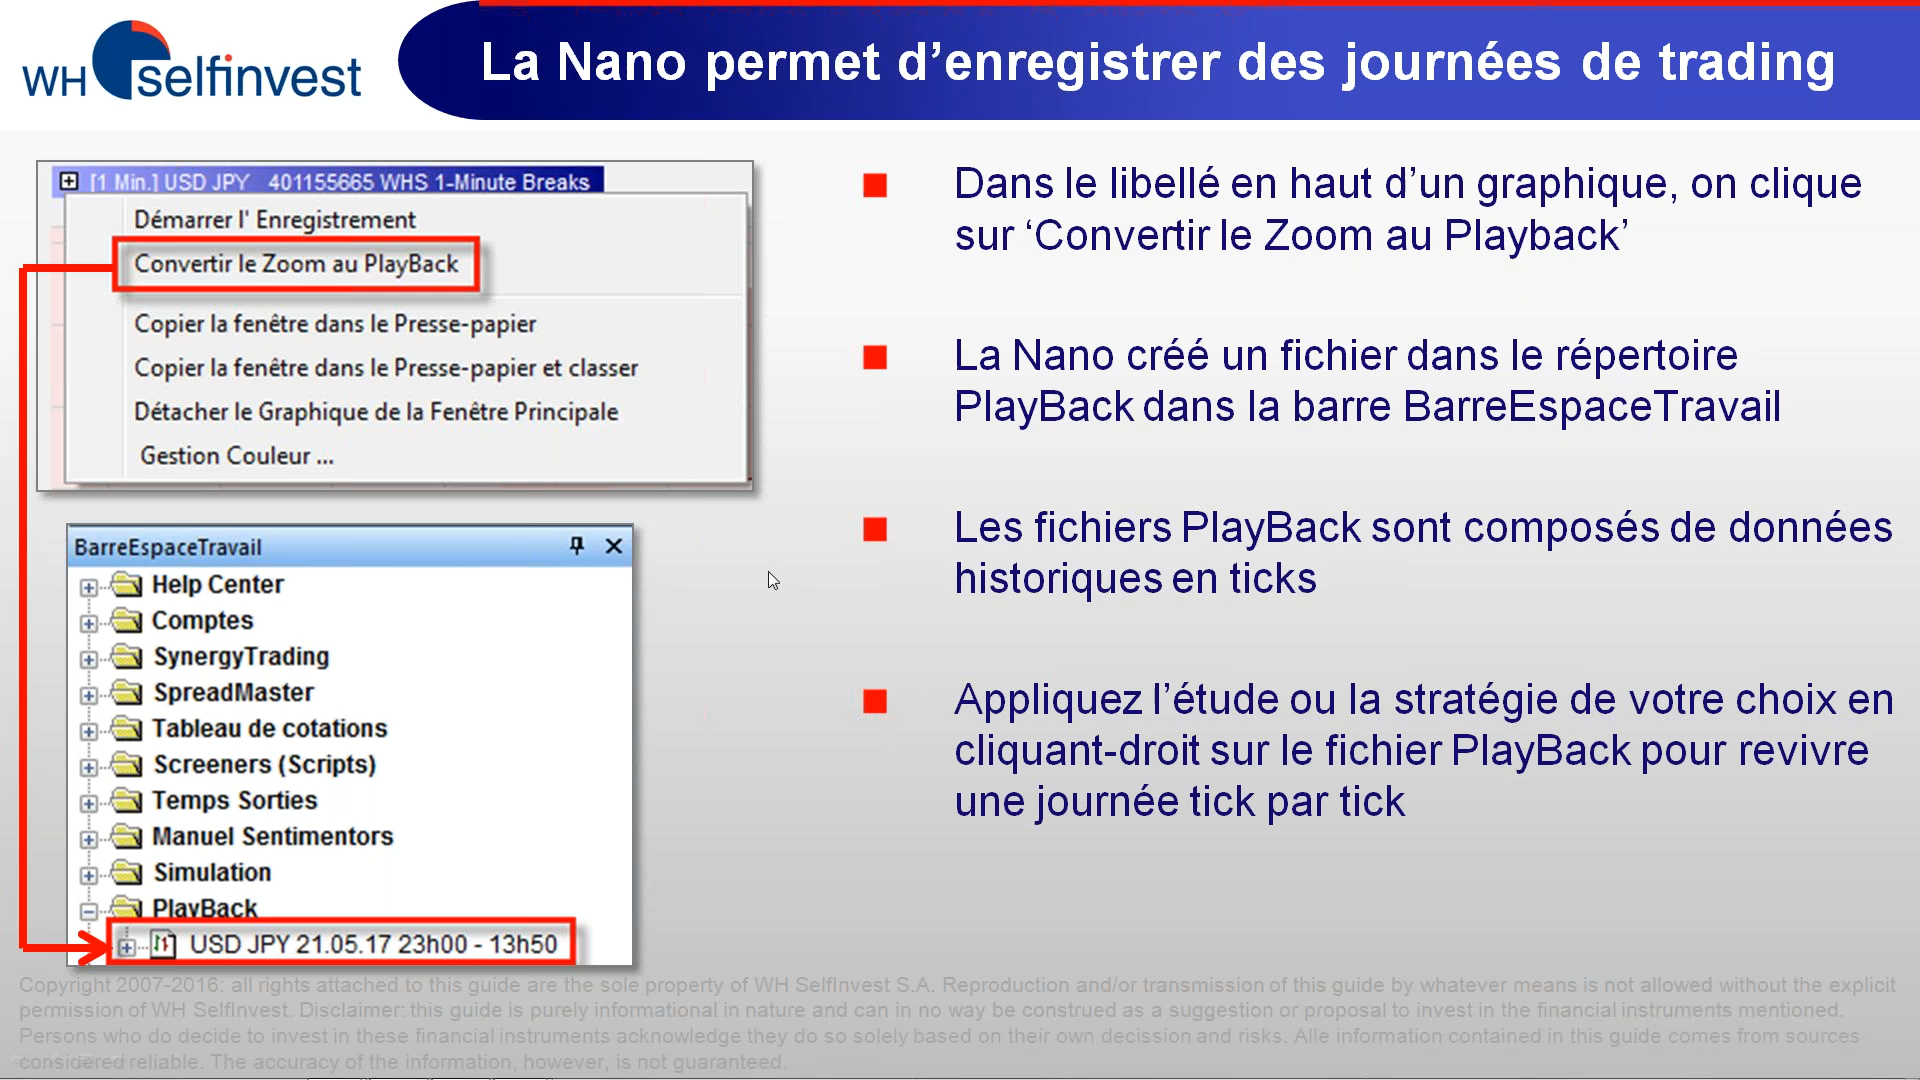 WH selfinvest
La Nano permet d’enregistrer des journées de trading
[1 Min.] USD JPY 401155665 WHS 1-Minute Breaks
Démarrer l' Enregistrement
Convertir le Zoom au PlayBack
Copier la fenêtre dans le Presse-papier
Copier la fenêtre dans le Presse-papier et classer
Détacher le Graphique de la Fenêtre Principale
Gestion Couleur ...
BarreEspaceTravail
Help Center
Comptes
SynergyTrading
SpreadMaster
Tableau de cotations
Screeners (Scripts)
Temps Sorties
Manuel Sentimentors
Simulation
PlayBack
USD JPY 21.05.17 23h00 - 13h50
Dans le libellé en haut d’un graphique, on clique
sur ‘Convertir le Zoom au Playback’
La Nano créé un fichier dans le répertoire
PlayBack dans la barre BarreEspaceTravail
Les fichiers PlayBack sont composés de données
historiques en ticks
Appliquez l’étude ou la stratégie de votre choix en
cliquant-droit sur le fichier PlayBack pour revivre
une journée tick par tick
Copyright 2007-2016: all rights attached to this guide are the sole property of WH SelfInvest S.A. Reproduction and/or transmission of this guide by whatever means is not allowed without the explicit
permission of WH SelfInvest. Disclaimer: this guide is purely informational in nature and can in no way be construed as a suggestion or proposal to invest in the financial instruments mentioned.
Persons who do decide to invest in these financial instruments acknowledge they do so solely based on their own decission and risks. Alle information contained in this guide comes from sources
considered reliable. The accuracy of the information, however, is not guaranteed.